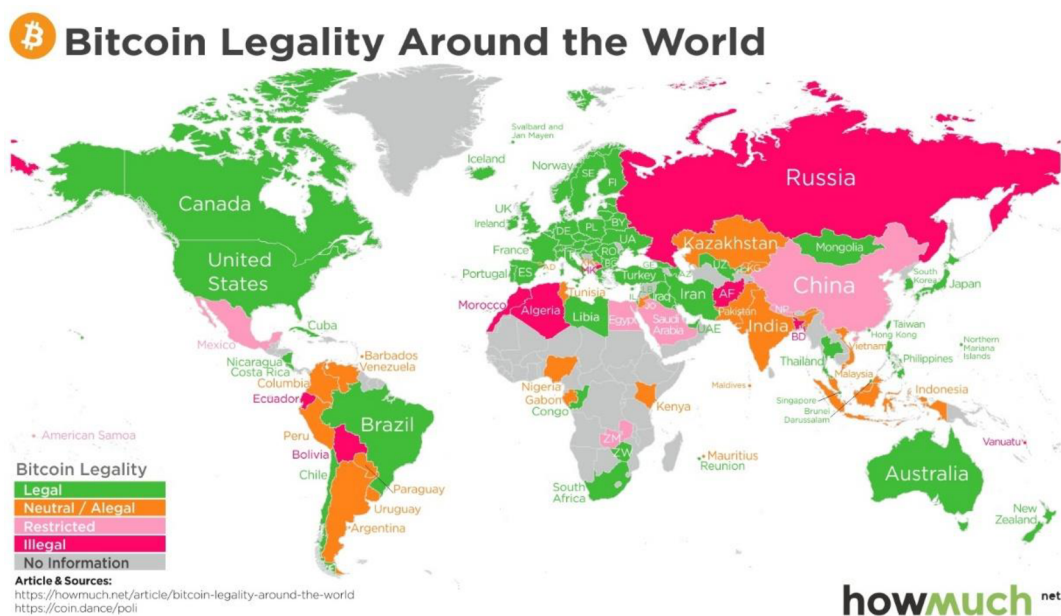 Bitcoin Legality Around the World
Svalbard and
Jan Mayen
Iceland
Norway
SE
FI
Russia
Canada
UK
Ireland
DE
PL
BY
France
UA
RO
Kazakhstan
Mongolia
United
States
Portugal
ES
AD
Turkey
GE
AZ
UZ
KG
South
Korea
Japan
China
Morocco
Algeria
Tunisia
Libia
Egypt
Iraq
Iran
AF
Jo
Saudi
Arabia
UAE
Pakistan
NP
India
BD
Taiwan
Hong Kong
Cuba
Mexico
Nicaragua
Costa Rica
Columbia
Barbados
Venezuela
Ecuador
Thailand
Vietnam
Philippines
Northern
Mariana
Islands
Maldives
Malaysia
Nigeria
Gabon
Congo
Kenya
Singapore
Brunei
Darussalam
Indonesia
Brazil
Peru
Bolivia
American Samoa
ZM
ZW
Mauritius
Reunion
Vanuatu
Australia
Chile
Paraguay
Uruguay
Argentina
South
Africa
New
Zealand
Bitcoin Legality
Legal
Neutral / Alegal
Restricted
Illegal
No Information
Article & Sources:
https://howmuch.net/article/bitcoin-legality-around-the-world
https://coin.dance/poli
howmuch net